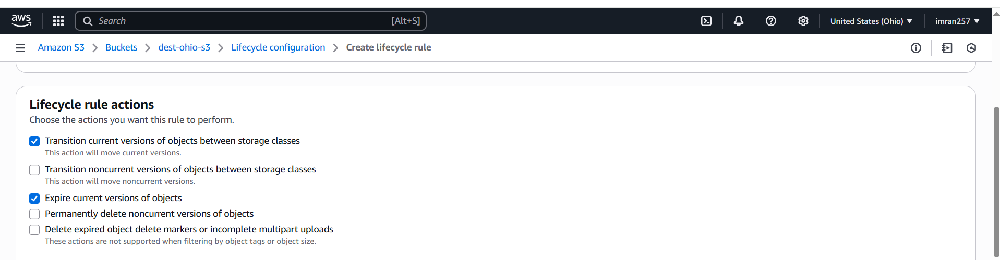 aws Search [Alt+S] United States (Ohio) imran257
Amazon S3 Buckets dest-ohio-s3 Lifecycle configuration Create lifecycle rule
Lifecycle rule actions
Choose the actions you want this rule to perform.
Transition current versions of objects between storage classes
This action will move current versions.
Transition noncurrent versions of objects between storage classes
This action will move noncurrent versions.
Expire current versions of objects
Permanently delete noncurrent versions of objects
Delete expired object delete markers or incomplete multipart uploads
These actions are not supported when filtering by object tags or object size.